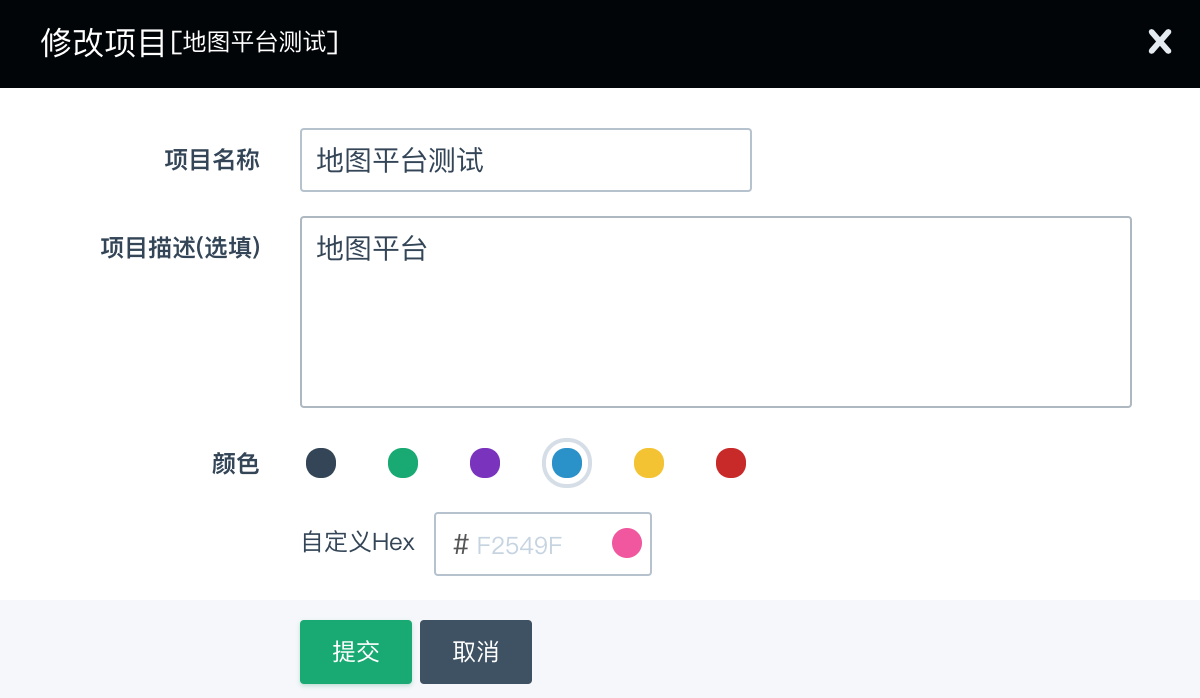 修改项目[地图平台测试]
项目名称
地图平台测试
项目描述(选填)
地图平台
颜色
自定义Hex
# F2549F
提交
取消